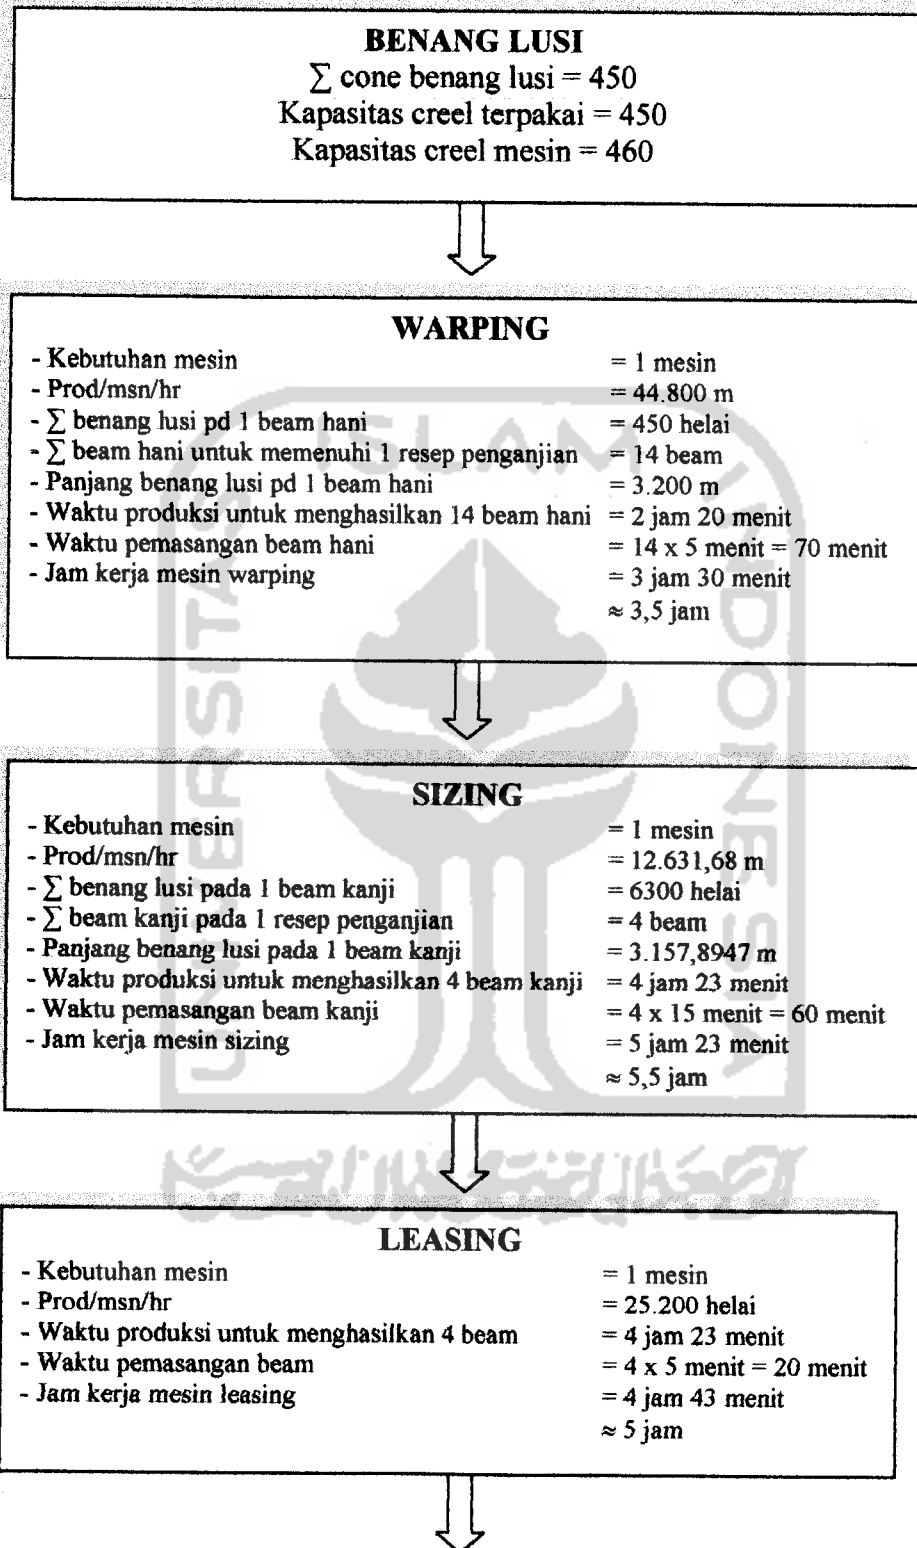 BENANG LUSI
∑ cone benang lusi = 450
Kapasitas creel terpakai = 450
Kapasitas creel mesin = 460
WARPING
- Kebutuhan mesin = 1 mesin
- Prod/msn/hr = 44.800 m
- ∑ benang lusi pd 1 beam hani = 450 helai
- ∑ beam hani untuk memenuhi 1 resep penganjian = 14 beam
- Panjang benang lusi pd 1 beam hani = 3.200 m
- Waktu produksi untuk menghasilkan 14 beam hani = 2 jam 20 menit
- Waktu pemasangan beam hani = 14 x 5 menit = 70 menit
- Jam kerja mesin warping = 3 jam 30 menit
≈ 3,5 jam
SIZING
- Kebutuhan mesin = 1 mesin
- Prod/msn/hr = 12.631,68 m
- ∑ benang lusi pada 1 beam kanji = 6300 helai
- ∑ beam kanji pada 1 resep penganjian = 4 beam
- Panjang benang lusi pada 1 beam kanji = 3.157,8947 m
- Waktu produksi untuk menghasilkan 4 beam kanji = 4 jam 23 menit
- Waktu pemasangan beam kanji = 4 x 15 menit = 60 menit
- Jam kerja mesin sizing = 5 jam 23 menit
≈ 5,5 jam
LEASING
- Kebutuhan mesin = 1 mesin
- Prod/msn/hr = 25.200 helai
- Waktu produksi untuk menghasilkan 4 beam = 4 jam 23 menit
- Waktu pemasangan beam = 4 x 5 menit = 20 menit
- Jam kerja mesin leasing = 4 jam 43 menit
≈ 5 jam
UNIVERSITAS
ISLAM
INDONESIA